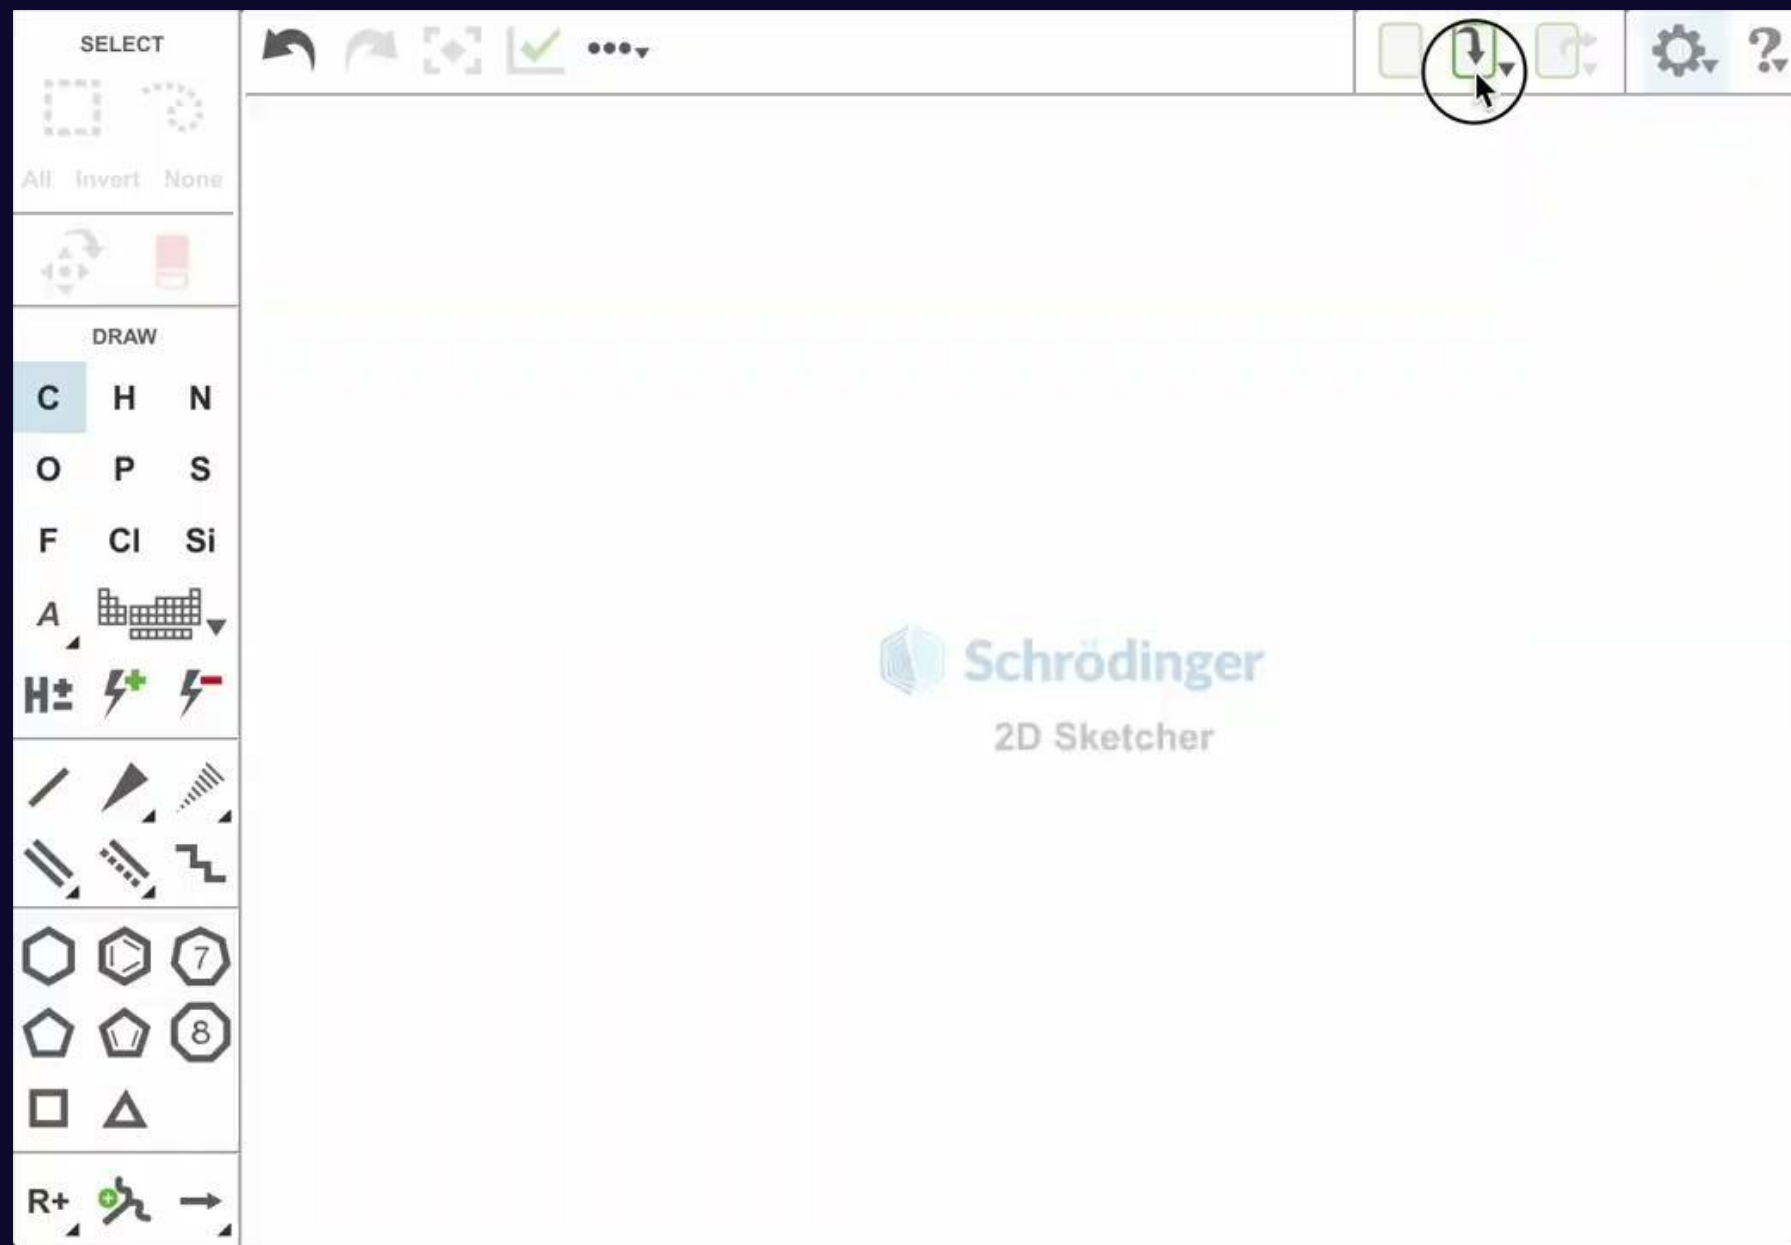 SELECT
All Invert None
DRAW
C H N
O P S
F Cl Si
A
H±
7
8
R+
Schrödinger
2D Sketcher
?